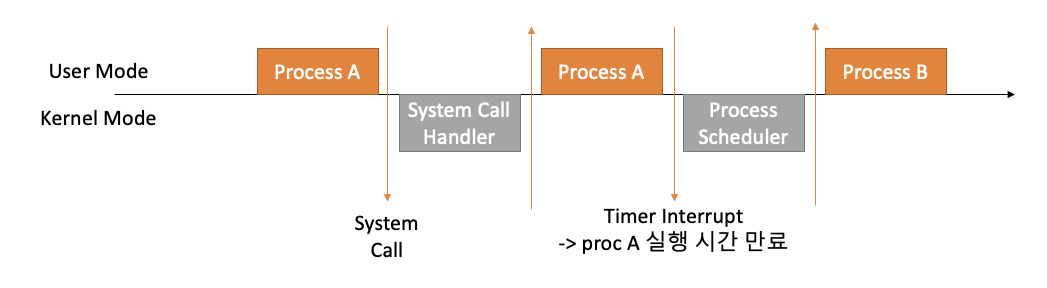 User Mode
Process A
Process A
Process B
Kernel Mode
System Call
Handler
Process
Scheduler
System
Call
Timer Interrupt
-> proc A 실행 시간 만료